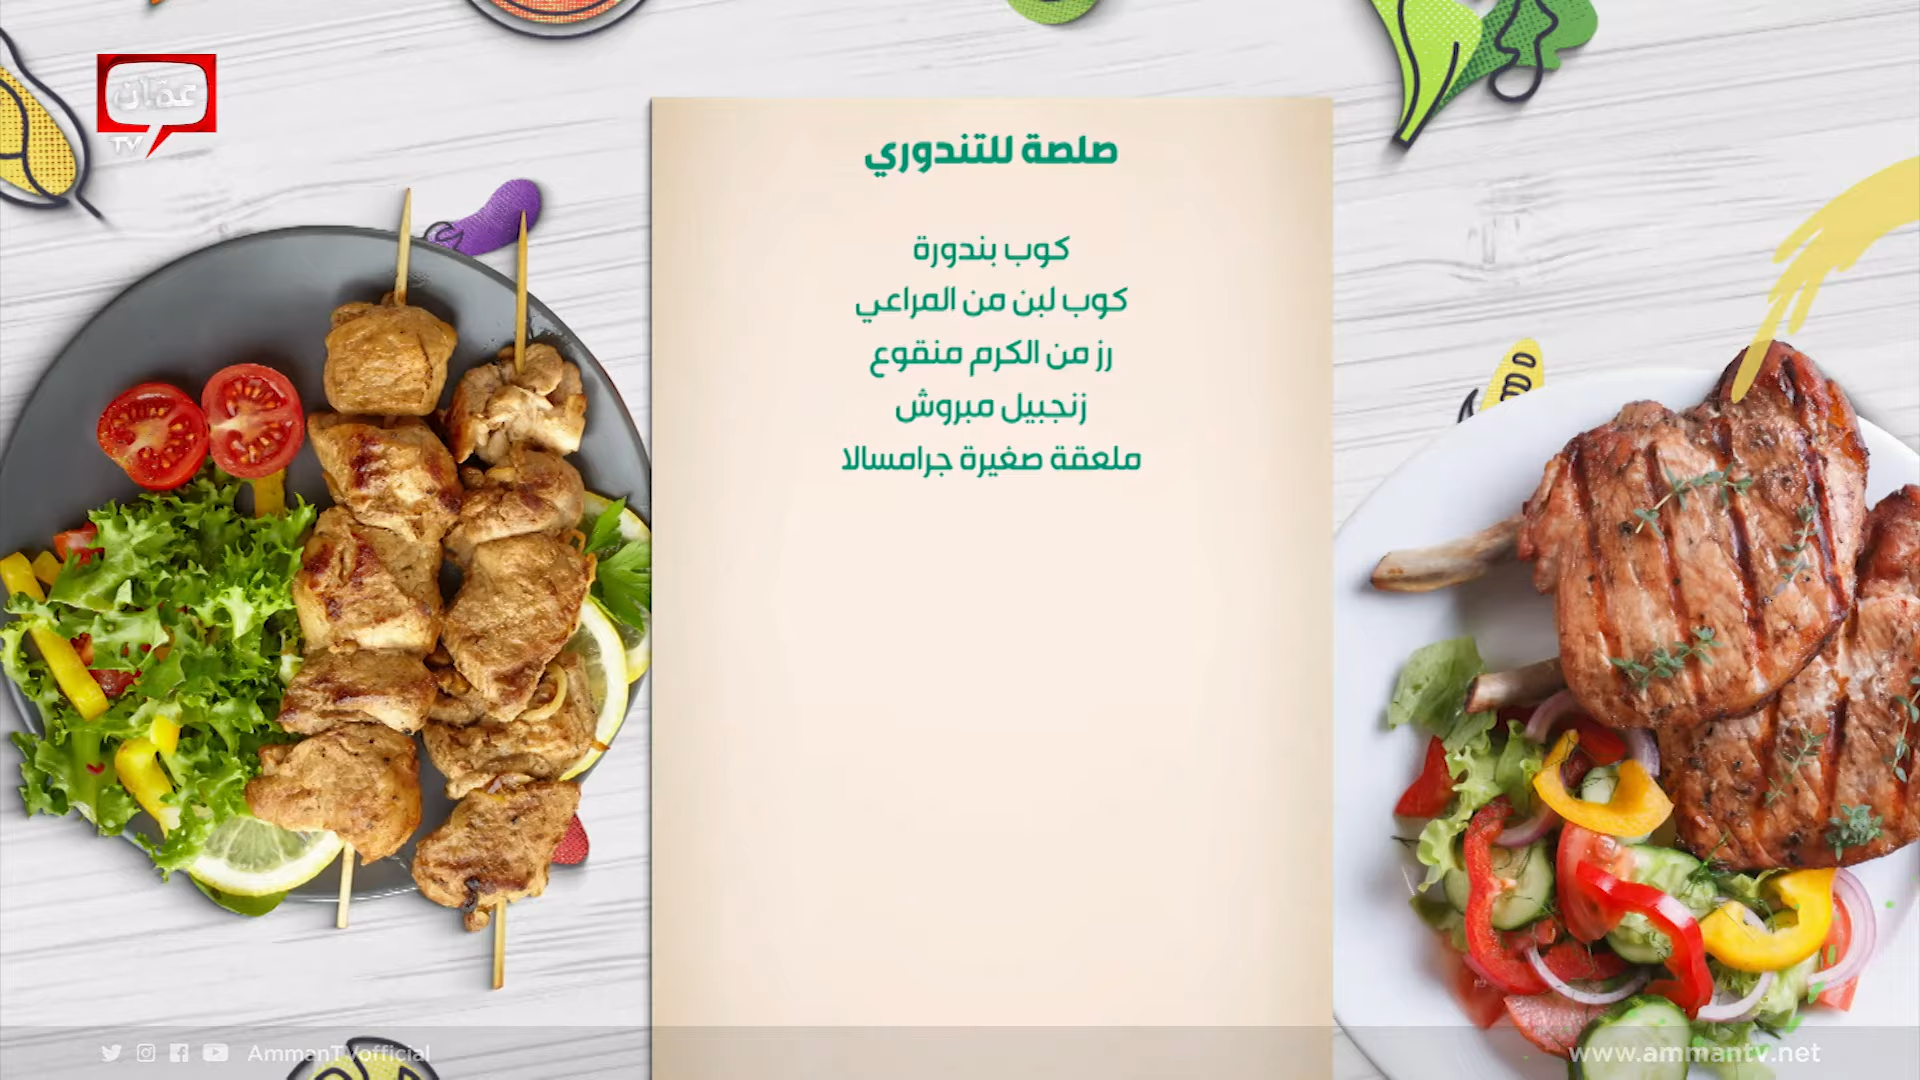 عمّان
TV
صلصة للتندوري
كوب بندورة
كوب لبن من المراعي
رز من الكرم منقوع
زنجبيل مبروش
ملعقة صغيرة جرامسالا
AmmanTVofficial
www.ammantv.net